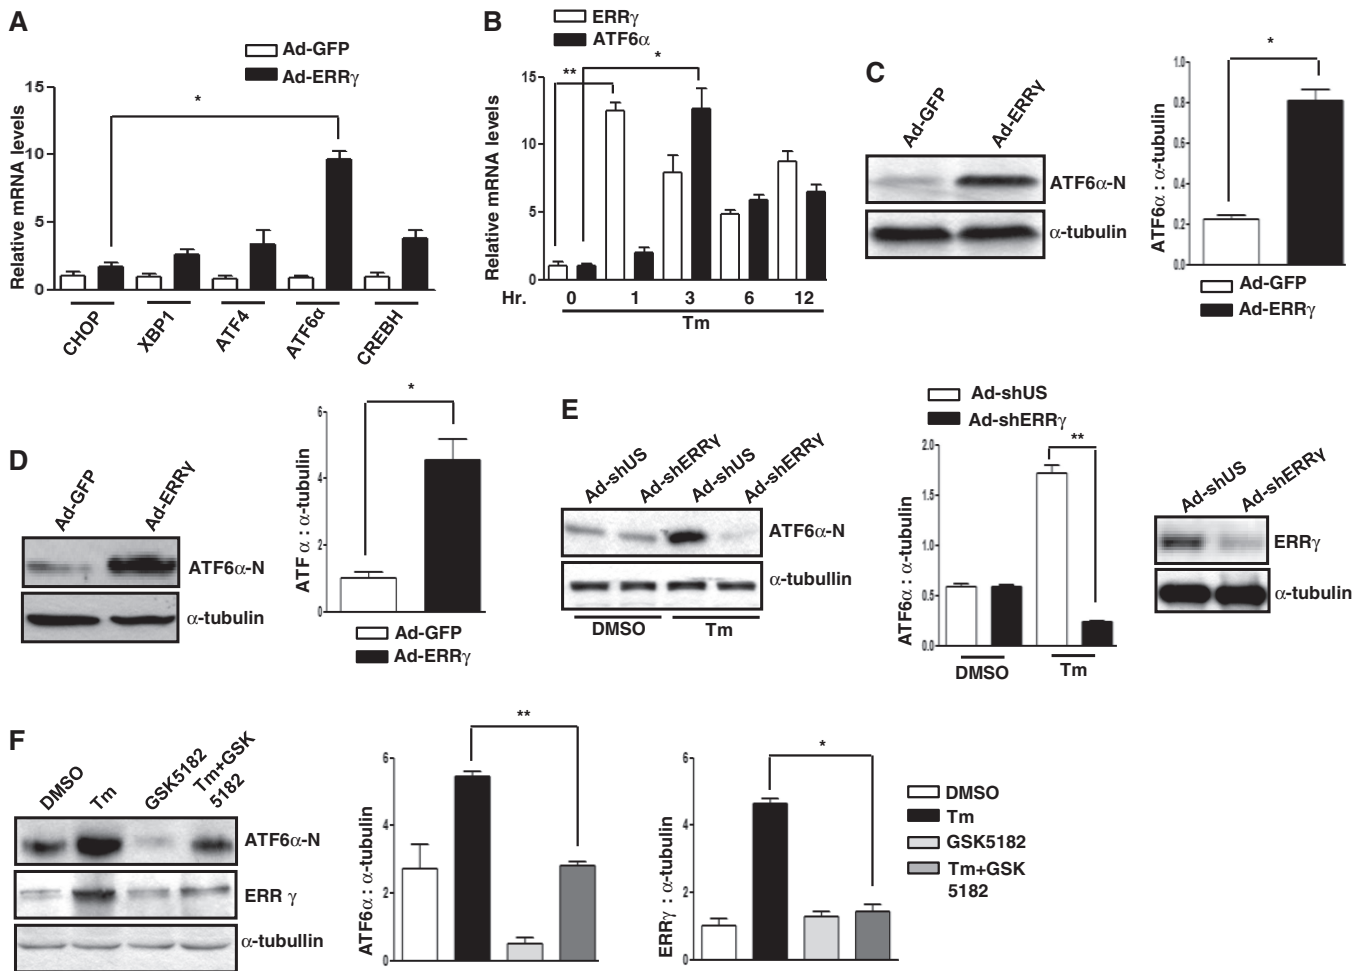 A
Ad-GFP
Ad-ERRγ
Relative mRNA levels
15
10
5
0
*
CHOP
XBP1
ATF4
ATF6α
CREBH
B
ERRγ
ATF6α
Relative mRNA levels
15
10
5
0
**
*
Hr. 0 1 3 6 12
Tm
C
Ad-GFP
Ad-ERRγ
ATF6α-N
α-tubulin
ATF6α : α-tubulin
1.0
0.8
0.6
0.4
0.2
0.0
*
Ad-GFP
Ad-ERRγ
D
Ad-GFP
Ad-ERRγ
ATF6α-N
α-tubulin
ATF α : α-tubulin
6
4
2
0
*
Ad-GFP
Ad-ERRγ
E
Ad-shUS
Ad-shERRγ
Ad-shUS
Ad-shERRγ
ATF6α-N
α-tubullin
DMSO Tm
Ad-shUS
Ad-shERRγ
ATF6α : α-tubulin
2.0
1.5
1.0
0.5
0.0
**
DMSO Tm
Ad-shUS
Ad-shERRγ
ERRγ
α-tubulin
F
DMSO
Tm
GSK5182
Tm+GSK
5182
ATF6α-N
ERR γ
α-tubullin
ATF6α : α-tubulin
6
4
2
0
**
ERRγ : α-tubulin
6
4
2
0
*
DMSO
Tm
GSK5182
Tm+GSK
5182